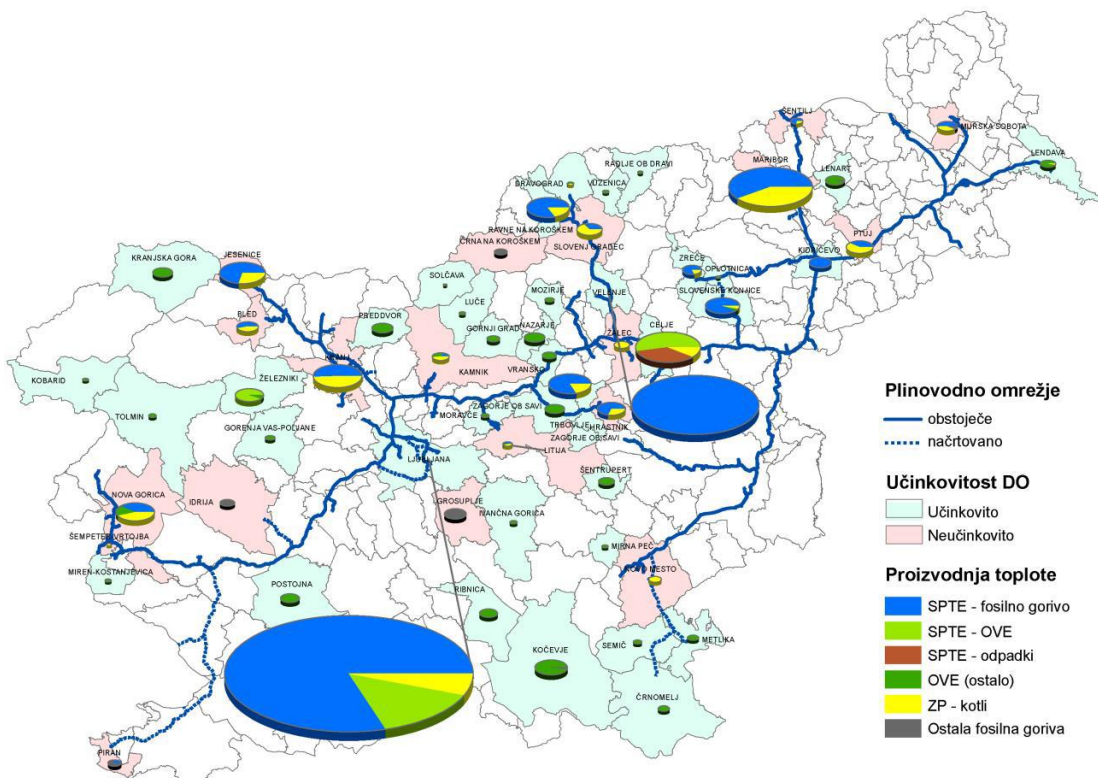 ŠENTILJ
MURSKA SOBOTA
MARIBOR
LENDAVA
LENART
RADLJE OB DRAVI
DRAVOGRAD
VUZENICA
RAVNE NA KOROŠKEM
SLOVENJ GRADEC
ČRNA NA KOROŠKEM
PTUJ
KIDRIČEVO
ZREČE
OPLOTNICA
SLOVENSKE KONJICE
KRANJSKA GORA
JESENICE
SOLČAVA
MOZIRJE
VELENJE
LUČE
BLED
PREDDVOR
GORNJI GRAD
NAZARJE
ŽALEC
CELJE
KRANJ
KAMNIK
VRANSKO
KOBARID
ŽELEZNIKI
TOLMIN
MORAVČE
ZAGORJE OB SAVI
TRBOVLJE
HRASTNIK
ZAGORJE OB SAVI
GORENJA VAS-POLJANE
LITIJA
LJUBLJANA
ŠENTRUPERT
NOVA GORICA
IDRIJA
GROSUPLJE
IVANČNA GORICA
ŠEMPETER-VRTOJBA
MIRNA PEČ
MIREN-KOSTANJEVICA
NOVO MESTO
POSTOJNA
RIBNICA
SEMIČ
METLIKA
KOČEVJE
ČRNOMELJ
PIRAN
Plinovodno omrežje
obstoječe
načrtovano
Učinkovitost DO
Učinkovito
Neučinkovito
Proizvodnja toplote
SPTE - fosilno gorivo
SPTE - OVE
SPTE - odpadki
OVE (ostalo)
ZP - kotli
Ostala fosilna goriva